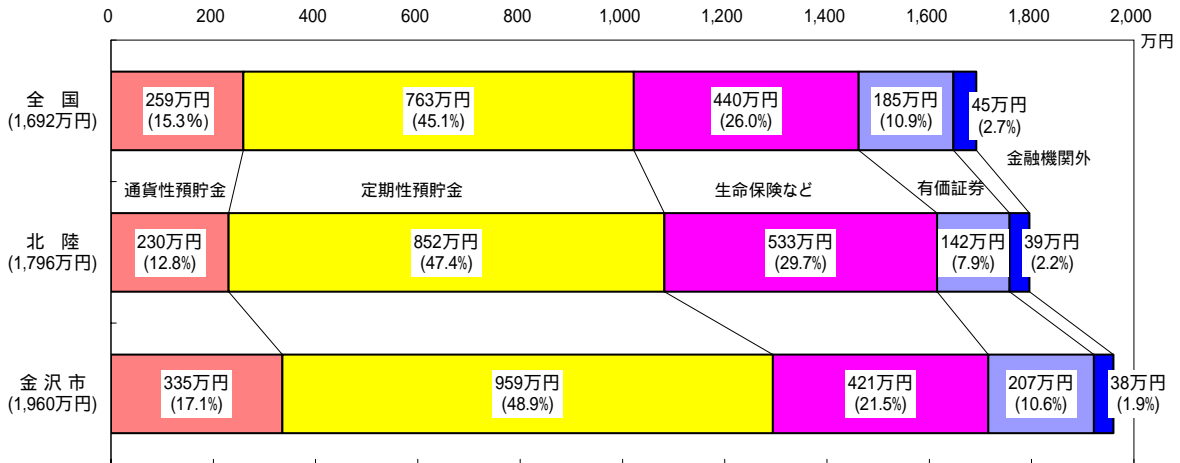 0 200 400 600 800 1,000 1,200 1,400 1,600 1,800 2,000
万円
全 国
(1,692万円)
259万円
(15.3%)
763万円
(45.1%)
440万円
(26.0%)
185万円
(10.9%)
45万円
(2.7%)
金融機関外
通貨性預貯金 定期性預貯金 生命保険など 有価証券
北 陸
(1,796万円)
230万円
(12.8%)
852万円
(47.4%)
533万円
(29.7%)
142万円
(7.9%)
39万円
(2.2%)
金 沢 市
(1,960万円)
335万円
(17.1%)
959万円
(48.9%)
421万円
(21.5%)
207万円
(10.6%)
38万円
(1.9%)